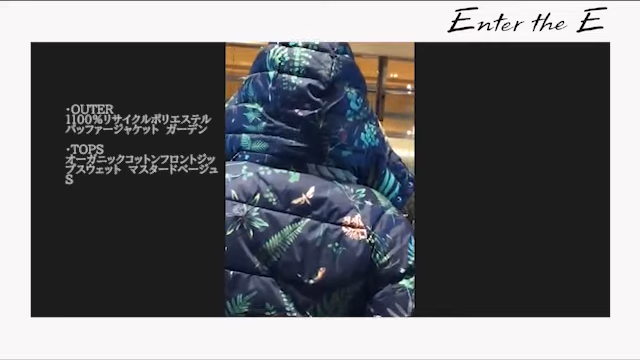 Enter the E
・OUTER
1100%リサイクルポリエステル
パッファージャケット ガーデン
・TOPS
オーガニックコットンフロントジッ
プスウェット マスタードベージュ
S